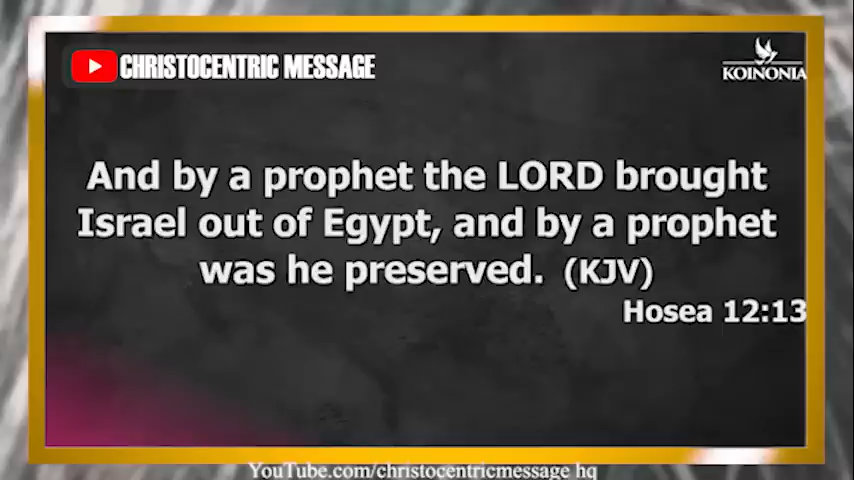 CHRISTOCENTRIC MESSAGE
KOINONIA
And by a prophet the LORD brought
Israel out of Egypt, and by a prophet
was he preserved. (KJV)
Hosea 12:13
YouTube.com/christocentricmessage hq